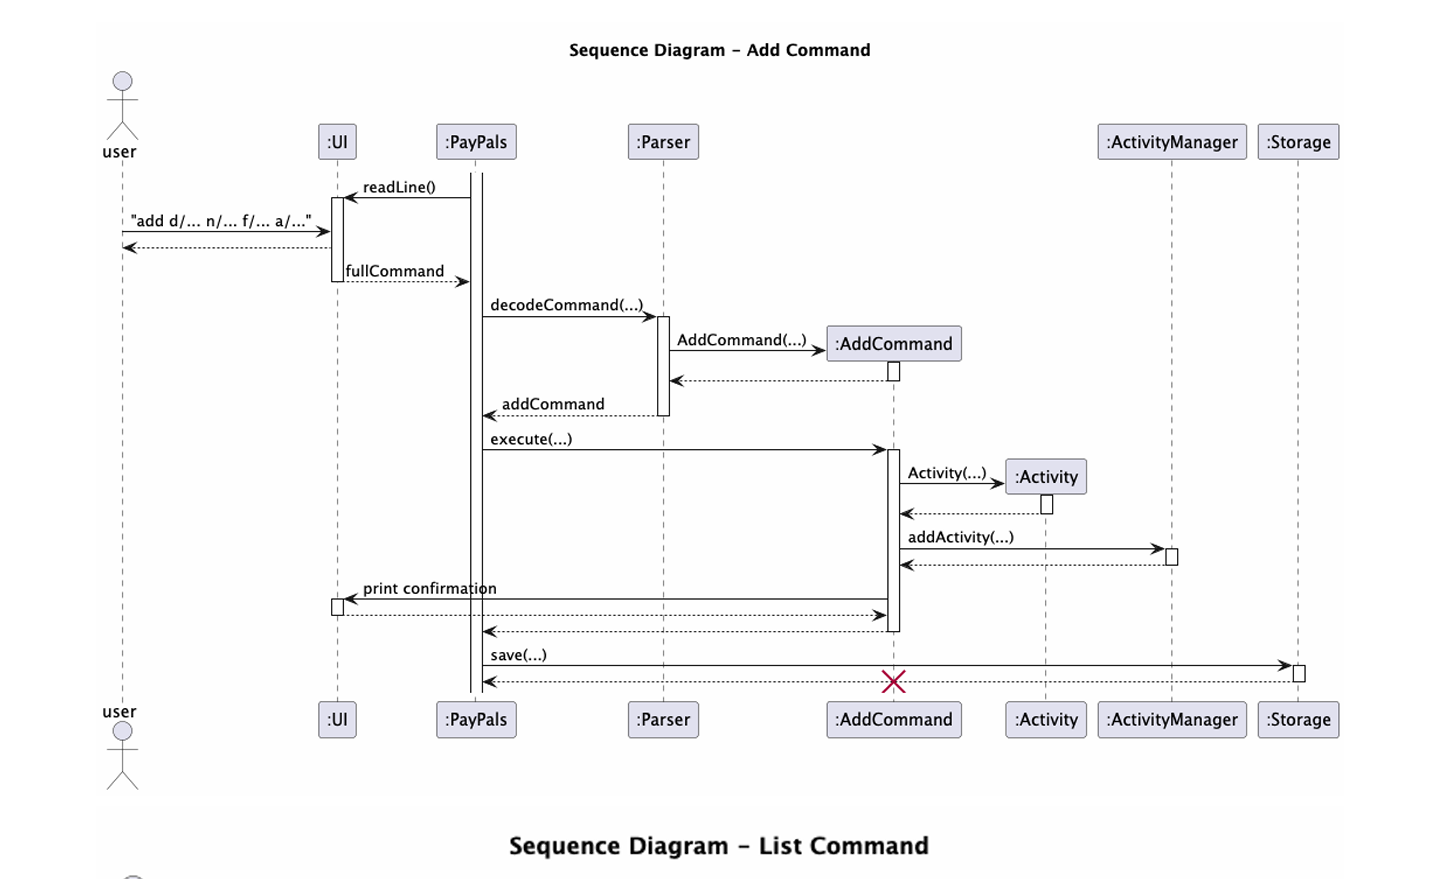 Sequence Diagram – Add Command
user
:UI
:PayPals
:Parser
:ActivityManager
:Storage
readLine()
"add d/... n/... f/... a/..."
fullCommand
decodeCommand(...)
AddCommand(...)
:AddCommand
addCommand
execute(...)
Activity(...)
:Activity
addActivity(...)
print confirmation
save(...)
user
:UI
:PayPals
:Parser
:AddCommand
:Activity
:ActivityManager
:Storage
Sequence Diagram – List Command